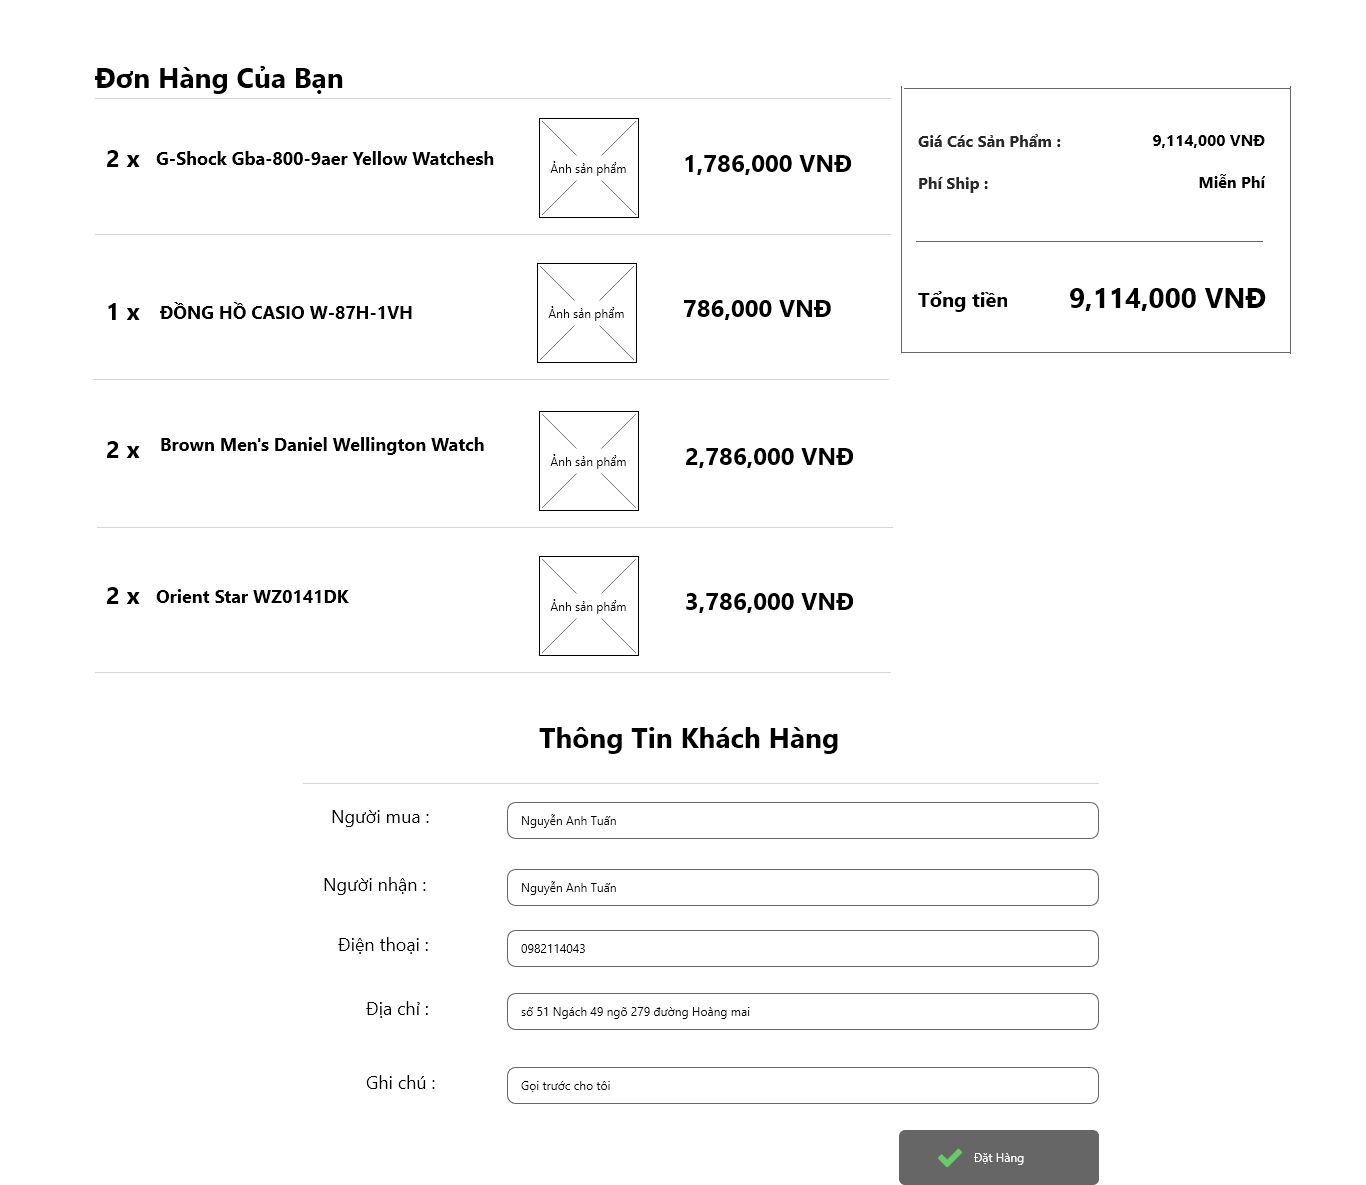 Đơn Hàng Của Bạn
2 x G-Shock Gba-800-9aer Yellow Watchesh Ảnh sản phẩm 1,786,000 VNĐ
1 x ĐỒNG HỒ CASIO W-87H-1VH Ảnh sản phẩm 786,000 VNĐ
2 x Brown Men's Daniel Wellington Watch Ảnh sản phẩm 2,786,000 VNĐ
2 x Orient Star WZ0141DK Ảnh sản phẩm 3,786,000 VNĐ
Giá Các Sản Phẩm : 9,114,000 VNĐ
Phí Ship : Miễn Phí
Tổng tiền 9,114,000 VNĐ
Thông Tin Khách Hàng
Người mua : Nguyễn Anh Tuấn
Người nhận : Nguyễn Anh Tuấn
Điện thoại : 0982114043
Địa chỉ : số 51 Ngách 49 ngõ 279 đường Hoàng mai
Ghi chú : Gọi trước cho tôi
Đặt Hàng